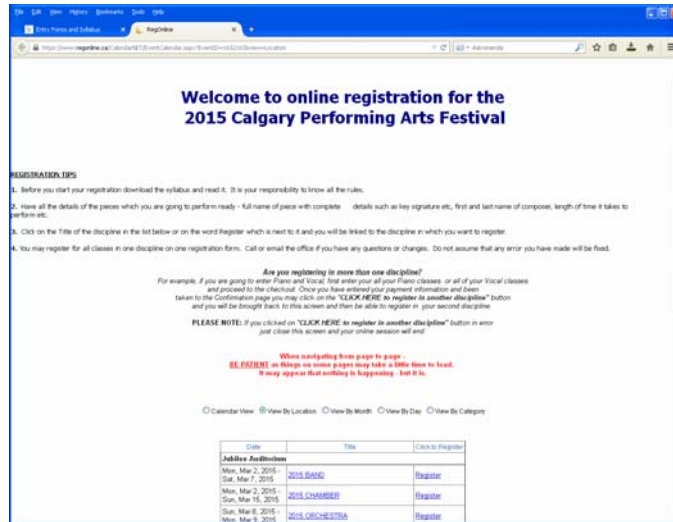 File Edit View History Bookmarks Tools Help
Entry Forms and Syllabus
RegOnline
Welcome to online registration for the
2015 Calgary Performing Arts Festival
REGISTRATION TIPS
1. Before you start your registration download the syllabus and read it. It is your responsibility to know all the rules.
2. Have all the details of the pieces which you are going to perform ready - full name of piece with complete details such as key signature etc, first and last name of composer, length of time it takes to
perform etc.
3. Click on the Title of the discipline in the list below or on the word Register which is next to it and you will be linked to the discipline in which you want to register.
4. You may register for all classes in one discipline on one registration form. Call or email the office if you have any questions or changes. Do not assume that any error you have made will be fixed.
Are you registering in more than one discipline?
For example, if you are going to enter Piano and Vocal, first enter your all your Piano classes or all of your Vocal classes
and proceed to the checkout. Once you have entered your payment information and been
taken to the Confirmation page you may click on the "CLICK HERE to register in another discipline" button
and you will be brought back to this screen and then be able to register in your second discipline
PLEASE NOTE: If you clicked on "CLICK HERE to register in another discipline" button in error
just close this screen and your online session will end
When navigating from page to page -
BE PATIENT as things on some pages may take a little time to load.
It may appear that nothing is happening - but it is.
Calendar View View By Location View By Month View By Day View By Category
Date Title Click to Register
Jubilee Auditorium
Mon, Mar 2, 2015 -
Sat, Mar 7, 2015 2015 BAND Register
Mon, Mar 2, 2015 -
Sun, Mar 15, 2015 2015 CHAMBER Register
Sun, Mar 8, 2015 -
Mon, Mar 9, 2015 2015 ORCHESTRA Register